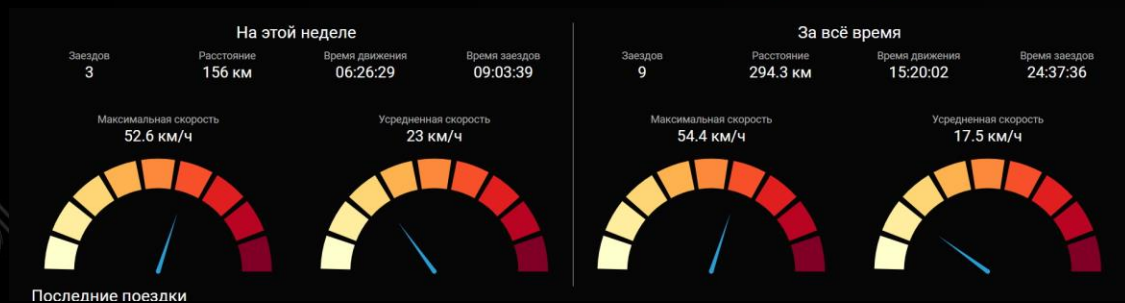 На этой неделе
Заездов Расстояние Время движения Время заездов
3 156 км 06:26:29 09:03:39
Максимальная скорость Усредненная скорость
52.6 км/ч 23 км/ч
За всё время
Заездов Расстояние Время движения Время заездов
9 294.3 км 15:20:02 24:37:36
Максимальная скорость Усредненная скорость
54.4 км/ч 17.5 км/ч
Последние поездки